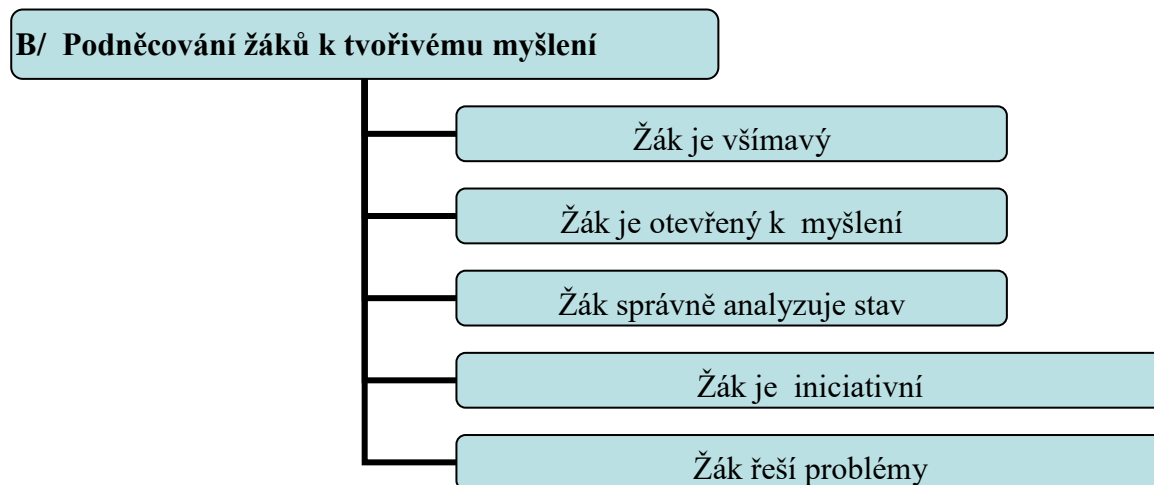 B/ Podněcování žáků k tvořivému myšlení
Žák je všímavý
Žák je otevřený k myšlení
Žák správně analyzuje stav
Žák je iniciativní
Žák řeší problémy